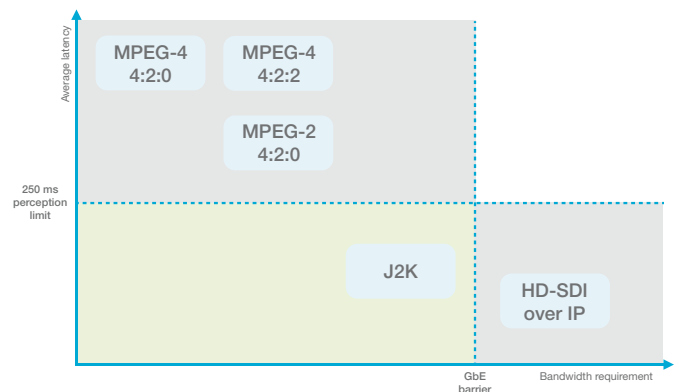 Average latency
MPEG-4
4:2:0
MPEG-4
4:2:2
MPEG-2
4:2:0
250 ms
perception
limit
J2K
HD-SDI
over IP
GbE
barrier
Bandwidth requirement